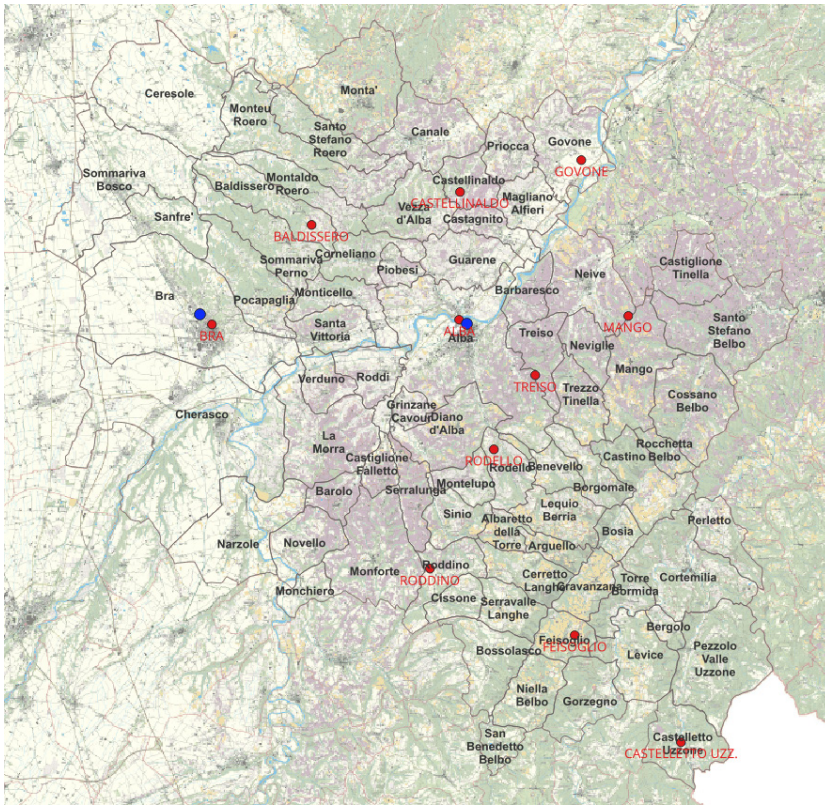 Ceresole
Monta'
Monteu
Roero
Santo
Stefano
Roero
Canale
Priocca
Govone
GOVONE
Sommariva
Bosco
Montaldo
Roero
Baldissero
Castellinaldo
CASTELLINALDO
Magliano
Alfieri
Vezza
d'Alba
Castagnito
Sanfre'
BALDISSERO
Corneliano
Sommariva
Perno
Piobesi
Guarene
Castiglione
Tinella
Neive
Barbaresco
Bra
Pocapaglia
Monticello
BRA
Santa
Vittoria
ALBA
Alba
Treiso
MANGO
Santo
Stefano
Belbo
Neviglie
Mango
Verduno
Roddi
TREISO
Trezzo
Tinella
Cossano
Belbo
Cherasco
Grinzane
Cavour
Diano
d'Alba
La
Morra
Castiglione
Falletto
RODELLO
Rodello
Benevello
Castino
Rocchetta
Belbo
Barolo
Serralunga
Montelupo
Borgomale
Sinio
Lequio
Berria
Albaretto
della
Torre
Bosia
Perletto
Narzole
Novello
Arguello
Monforte
Roddino
RODDINO
Cerretto
Langhe
Gravanzana
Torre
Bormida
Cortemilia
Monchiero
Cissone
Serravalle
Langhe
Bergolo
Feisoglio
FEISOGLIO
Bossolasco
Levice
Pezzolo
Valle
Uzzone
Niella
Belbo
Gorzegno
San
Benedetto
Belbo
Castelletto
Uzzone
CASTELLETTO UZZ.